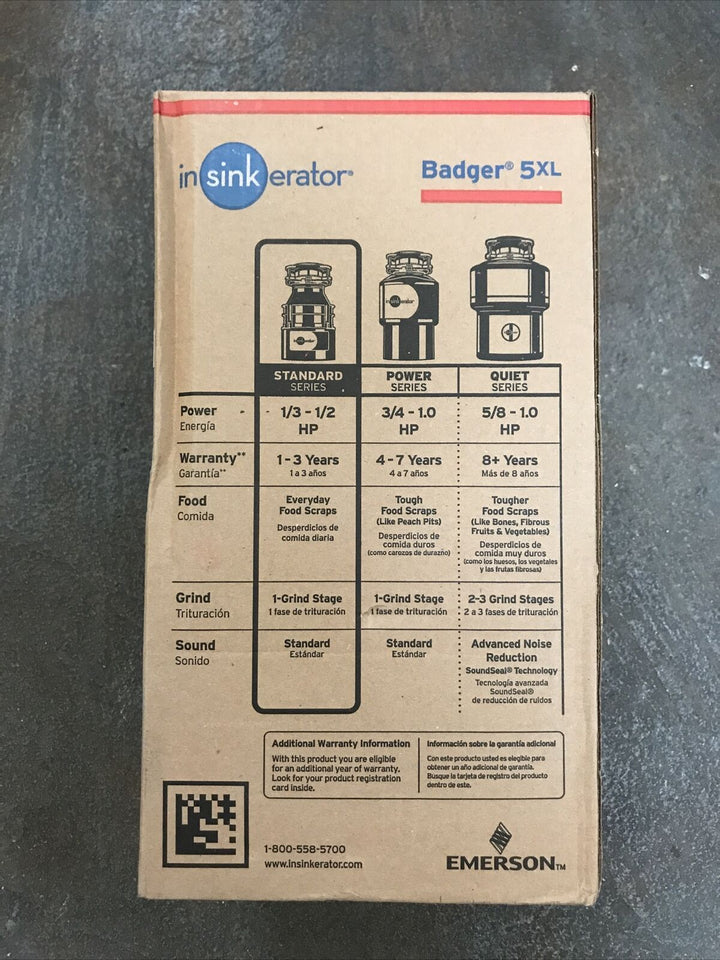 insinkerator®
Badger® 5XL
insinkerator
STANDARD
SERIES
POWER
SERIES
QUIET
SERIES
Power
Energía
1/3 - 1/2
HP
3/4 - 1.0
HP
5/8 - 1.0
HP
Warranty**
Garantía**
1 - 3 Years
1 a 3 años
4 - 7 Years
4 a 7 años
8+ Years
Más de 8 años
Food
Comida
Everyday
Food Scraps
Desperdicios de
comida diaria
Tough
Food Scraps
(Like Peach Pits)
Desperdicios de
comida duros
(como carozos de durazno)
Tougher
Food Scraps
(Like Bones, Fibrous
Fruits & Vegetables)
Desperdicios de
comida muy duros
(como los huesos, los vegetales
y las frutas fibrosas)
Grind
Trituración
1-Grind Stage
1 fase de trituración
1-Grind Stage
1 fase de trituración
2-3 Grind Stages
2 a 3 fases de trituración
Sound
Sonido
Standard
Estándar
Standard
Estándar
Advanced Noise
Reduction
SoundSeal® Technology
Tecnología avanzada
SoundSeal®
de reducción de ruidos
Additional Warranty Information
With this product you are eligible
for an additional year of warranty.
Look for your product registration
card inside.
Información sobre la garantía adicional
Con este producto usted es elegible para
obtener un año adicional de garantía.
Busque la tarjeta de registro del producto
dentro de este.
1-800-558-5700
www.insinkerator.com
EMERSON™